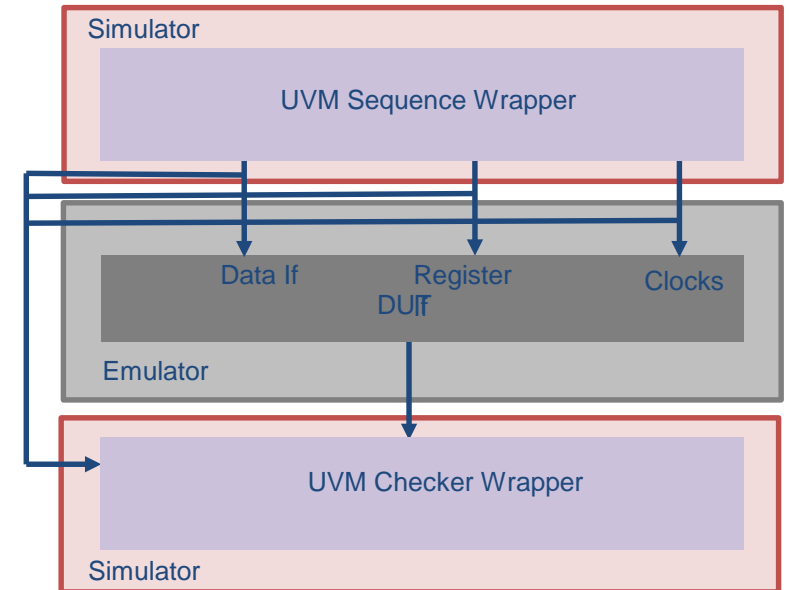 Simulator
UVM Sequence Wrapper
Data If
Register
If
Clocks
DUT
Emulator
UVM Checker Wrapper
Simulator